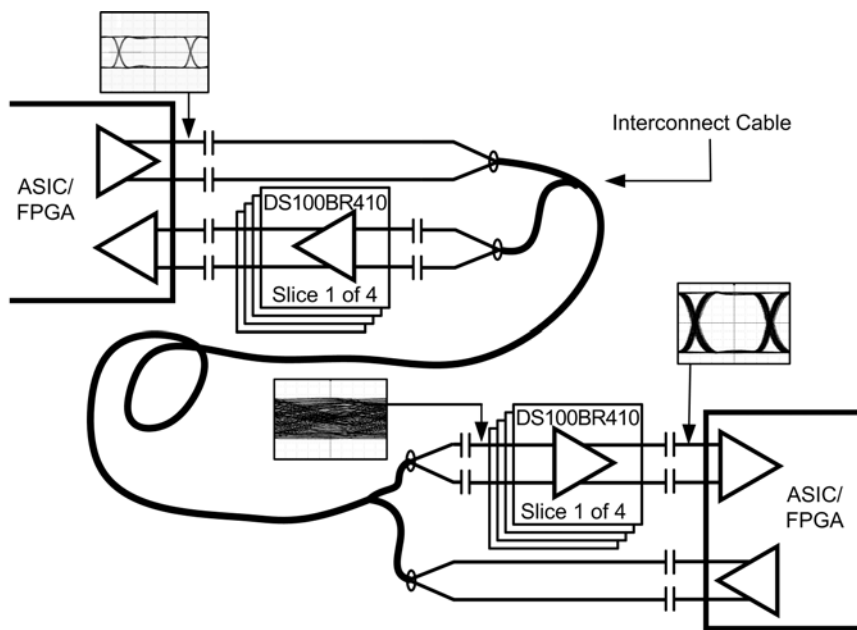 Interconnect Cable
ASIC/
FPGA
DS100BR410
Slice 1 of 4
DS100BR410
Slice 1 of 4
ASIC/
FPGA